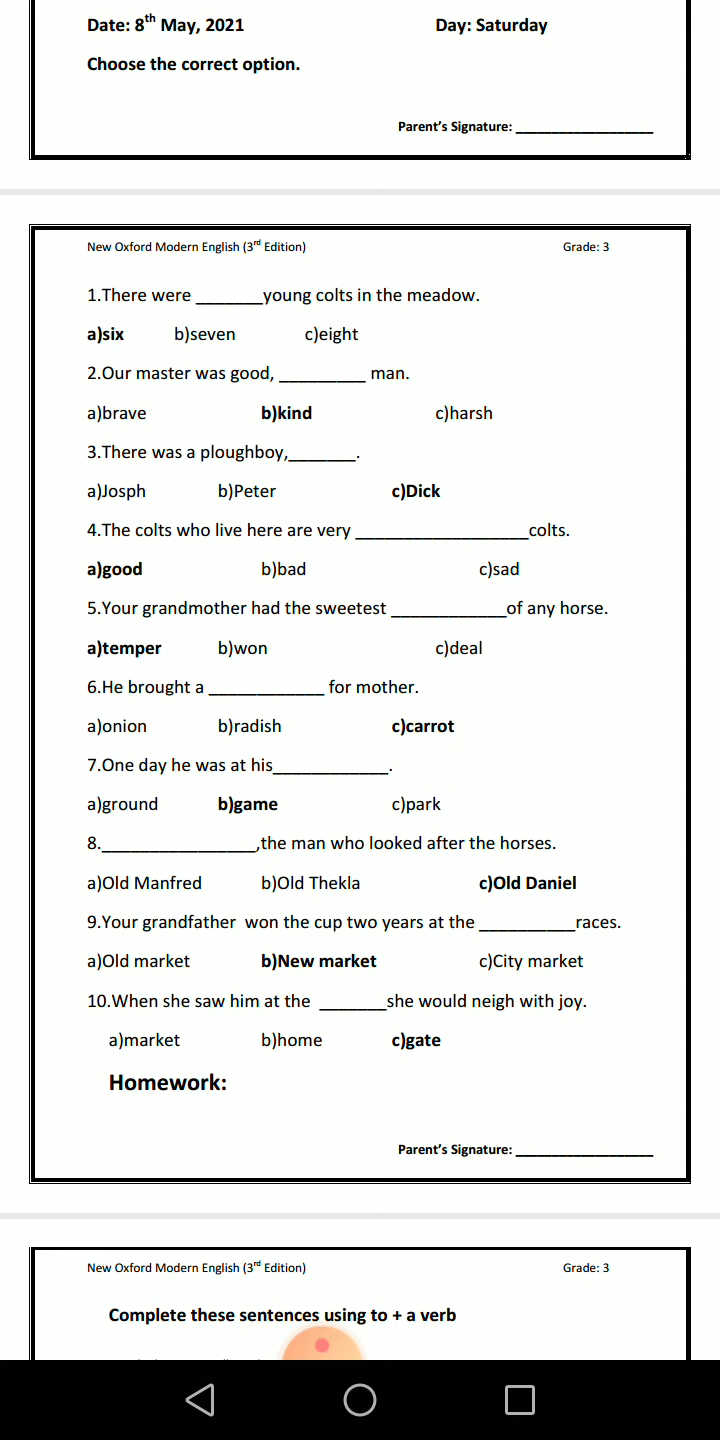 Date: 8th May, 2021 Day: Saturday
Choose the correct option.
Parent's Signature: ___________________
New Oxford Modern English (3rd Edition) Grade: 3
1.There were _______young colts in the meadow.
a)six b)seven c)eight
2.Our master was good, _________ man.
a)brave b)kind c)harsh
3.There was a ploughboy,_______.
a)Josph b)Peter c)Dick
4.The colts who live here are very __________________colts.
a)good b)bad c)sad
5.Your grandmother had the sweetest ____________of any horse.
a)temper b)won c)deal
6.He brought a ____________ for mother.
a)onion b)radish c)carrot
7.One day he was at his____________.
a)ground b)game c)park
8.________________,the man who looked after the horses.
a)Old Manfred b)Old Thekla c)Old Daniel
9.Your grandfather won the cup two years at the __________races.
a)Old market b)New market c)City market
10.When she saw him at the _______she would neigh with joy.
a)market b)home c)gate
Homework:
Parent's Signature: ___________________
New Oxford Modern English (3rd Edition) Grade: 3
Complete these sentences using to + a verb